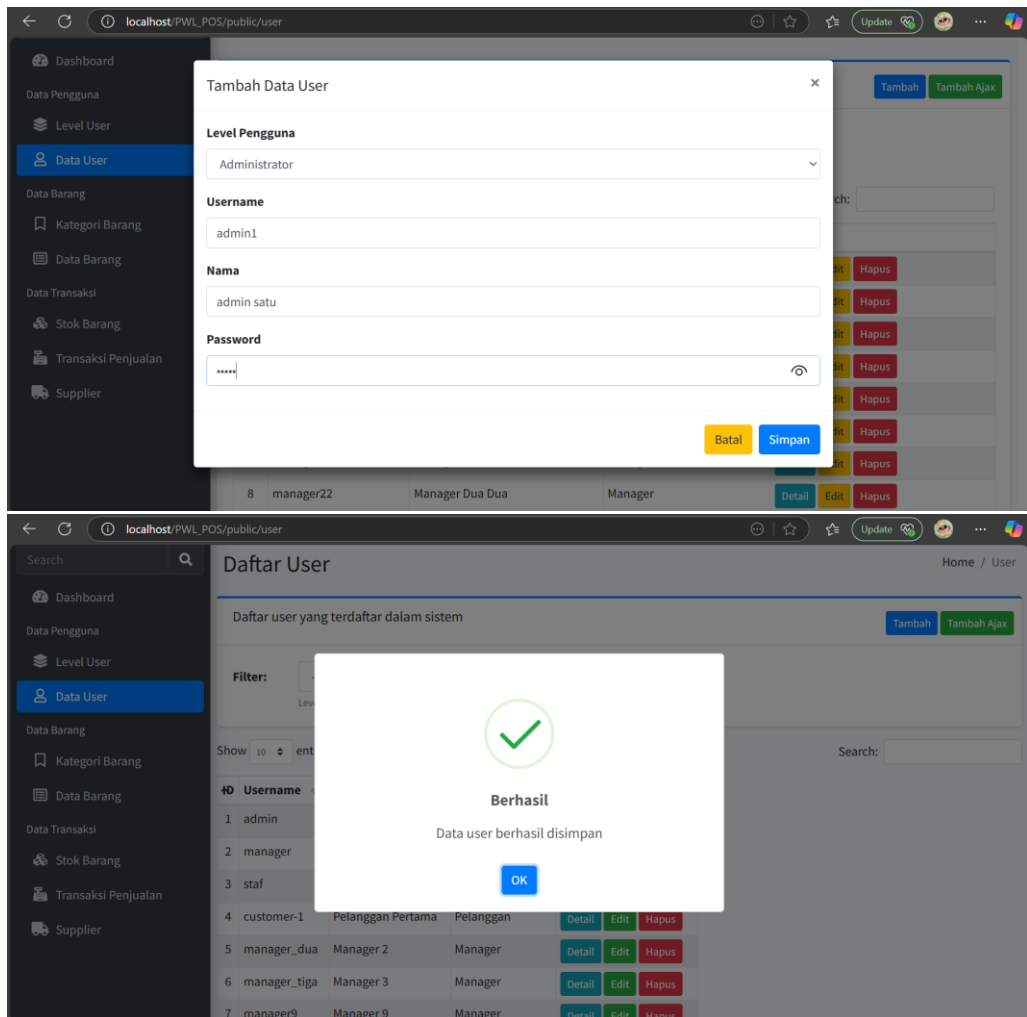 localhost/PWL_POS/public/user
Update
Dashboard
Data Pengguna
Level User
Data User
Data Barang
Kategori Barang
Data Barang
Data Transaksi
Stok Barang
Transaksi Penjualan
Supplier
Tambah Data User ×
Level Pengguna
Administrator
Username
admin1
Nama
admin satu
Password
•••••
Batal Simpan
Tambah Tambah Ajax
ch:
Hapus
Hapus
Hapus
Hapus
Hapus
Hapus
Hapus
8 manager22 Manager Dua Dua Manager Detail Edit Hapus
localhost/PWL_POS/public/user
Update
Search
Dashboard
Data Pengguna
Level User
Data User
Data Barang
Kategori Barang
Data Barang
Data Transaksi
Stok Barang
Transaksi Penjualan
Supplier
Daftar User Home / User
Daftar user yang terdaftar dalam sistem Tambah Tambah Ajax
Filter:
Lev
Show 10 ent Search:
ID Username
1 admin
2 manager
3 staf
4 customer-1 Pelanggan Pertama Pelanggan Detail Edit Hapus
5 manager_dua Manager 2 Manager Detail Edit Hapus
6 manager_tiga Manager 3 Manager Detail Edit Hapus
7 manager9 Manager 9 Manager Detail Edit Hapus
Berhasil
Data user berhasil disimpan
OK